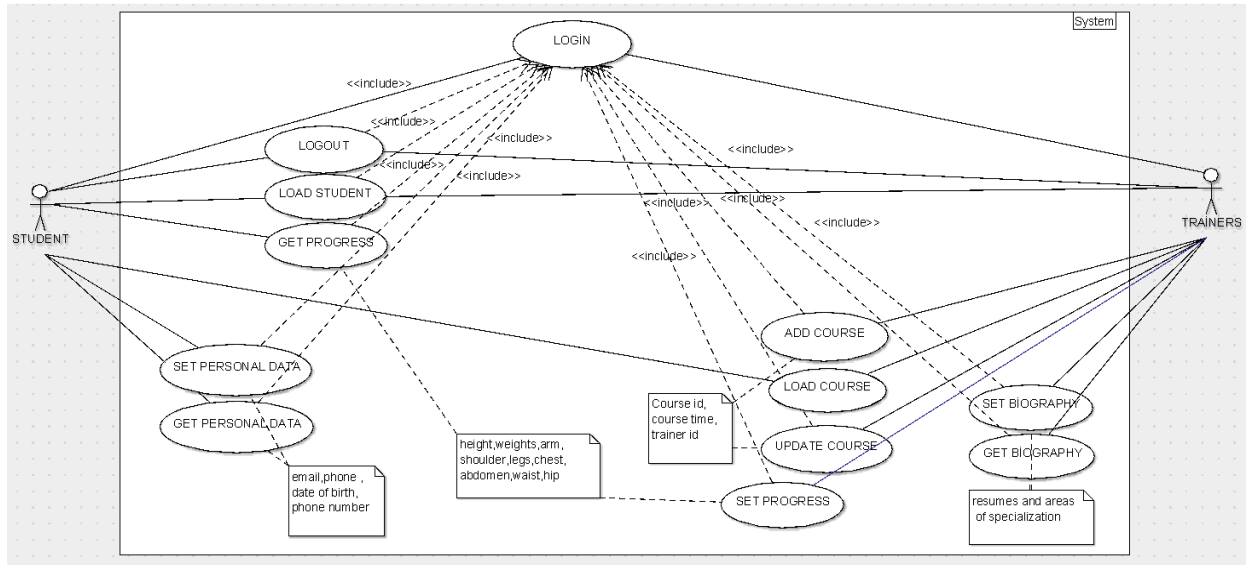 System
LOGİN
<<include>>
<<include>>
<<include>>
LOGOUT
<<include>>
<<include>>
<<include>>
LOAD STUDENT
<<include>>
<<include>>
<<include>>
STUDENT
TRAİNERS
<<include>>
GET PROGRESS
<<include>>
ADD COURSE
SET PERSONAL DATA
LOAD COURSE
GET PERSONAL DATA
Course id,
course time,
trainer id
SET BİOGRAPHY
UPDATE COURSE
GET BİOGRAPHY
height,weights,arm,
shoulder,legs,chest,
abdomen,waist,hip
email,phone ,
date of birth,
phone number
SET PROGRESS
resumes and areas
of specialization